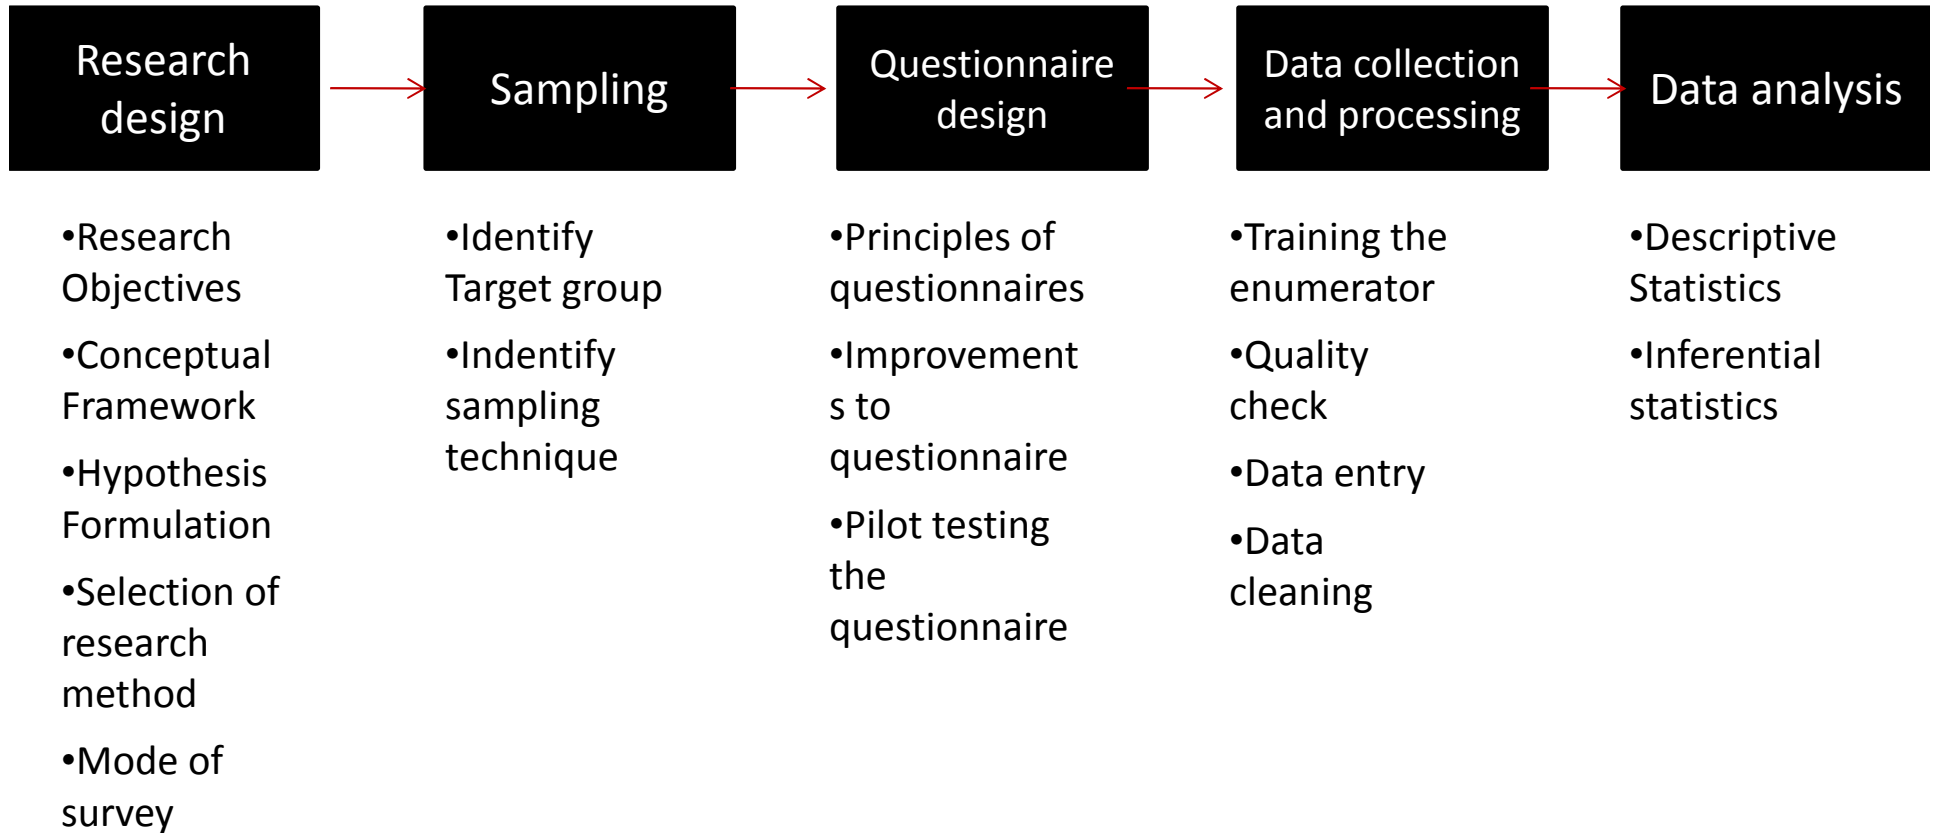 Research
design
Sampling
Questionnaire
design
Data collection
and processing
Data analysis
•Research
Objectives
•Conceptual
Framework
•Hypothesis
Formulation
•Selection of
research
method
•Mode of
survey
•Identify
Target group
•Indentify
sampling
technique
•Principles of
questionnaires
•Improvement
s to
questionnaire
•Pilot testing
the
questionnaire
•Training the
enumerator
•Quality
check
•Data entry
•Data
cleaning
•Descriptive
Statistics
•Inferential
statistics